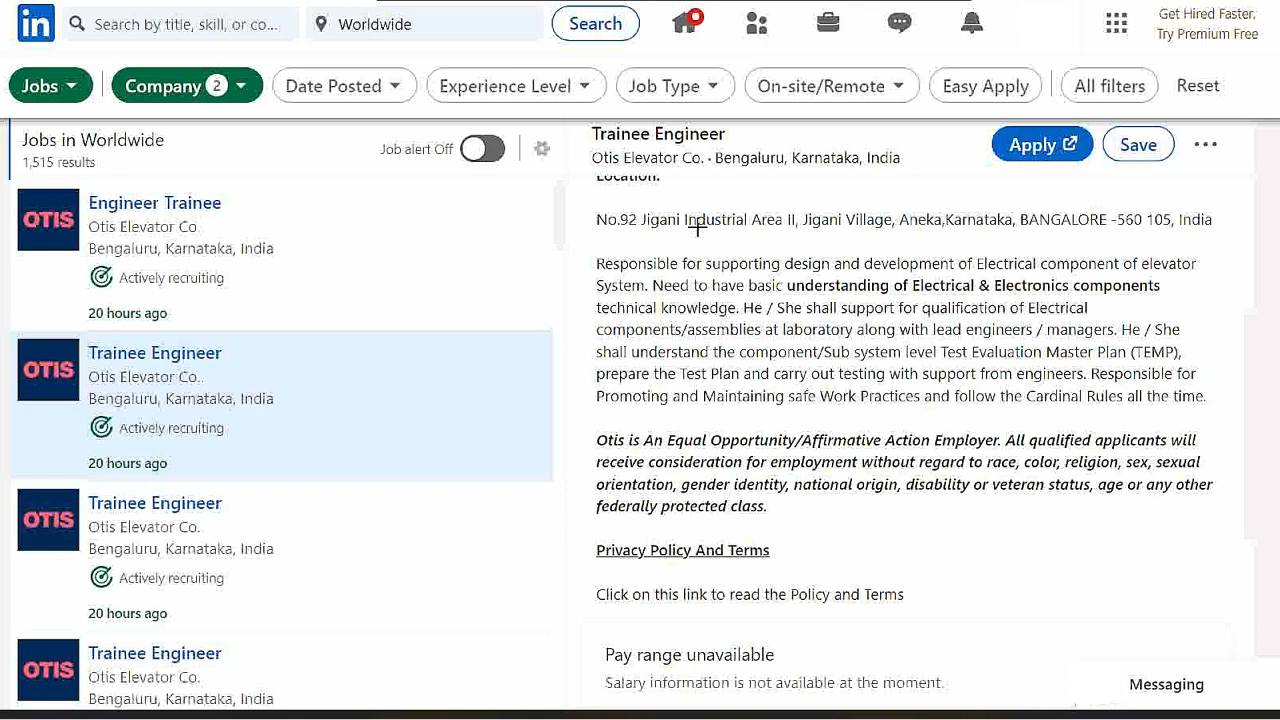 in
Search by title, skill, or co
Worldwide
Search
Get Hired Faster,
Try Premium Free
Jobs
Company 2
Date Posted
Experience Level
Job Type
On-site/Remote
Easy Apply
All filters
Reset
Jobs in Worldwide
1,515 results
Job alert Off
OTIS
Engineer Trainee
Otis Elevator Co.
Bengaluru, Karnataka, India
Actively recruiting
20 hours ago
OTIS
Trainee Engineer
Otis Elevator Co.
Bengaluru, Karnataka, India
Actively recruiting
20 hours ago
OTIS
Trainee Engineer
Otis Elevator Co.
Bengaluru, Karnataka, India
Actively recruiting
20 hours ago
OTIS
Trainee Engineer
Otis Elevator Co.
Bengaluru, Karnataka, India
Trainee Engineer
Otis Elevator Co. · Bengaluru, Karnataka, India
Apply
Save
Location:
No.92 Jigani Industrial Area II, Jigani Village, Aneka,Karnataka, BANGALORE -560 105, India
Responsible for supporting design and development of Electrical component of elevator
System. Need to have basic understanding of Electrical & Electronics components
technical knowledge. He / She shall support for qualification of Electrical
components/assemblies at laboratory along with lead engineers / managers. He / She
shall understand the component/Sub system level Test Evaluation Master Plan (TEMP),
prepare the Test Plan and carry out testing with support from engineers. Responsible for
Promoting and Maintaining safe Work Practices and follow the Cardinal Rules all the time.
Otis is An Equal Opportunity/Affirmative Action Employer. All qualified applicants will
receive consideration for employment without regard to race, color, religion, sex, sexual
orientation, gender identity, national origin, disability or veteran status, age or any other
federally protected class.
Privacy Policy And Terms
Click on this link to read the Policy and Terms
Pay range unavailable
Salary information is not available at the moment.
Messaging